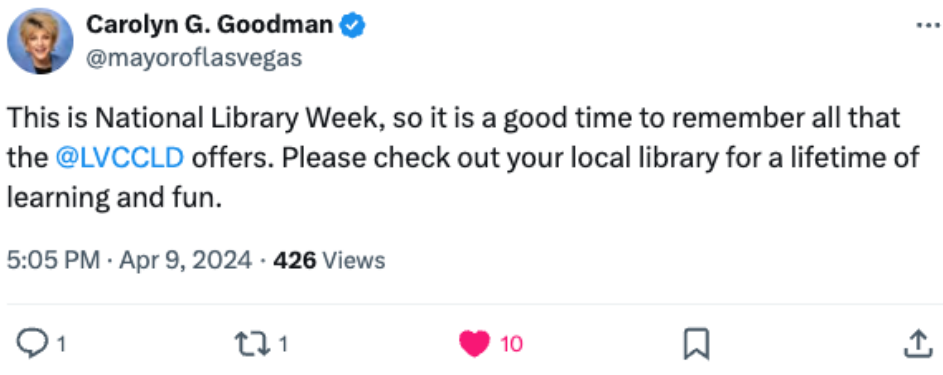 Carolyn G. Goodman
@mayoroflasvegas
This is National Library Week, so it is a good time to remember all that
the @LVCCLD offers. Please check out your local library for a lifetime of
learning and fun.
5:05 PM · Apr 9, 2024 · 426 Views
1 1 10